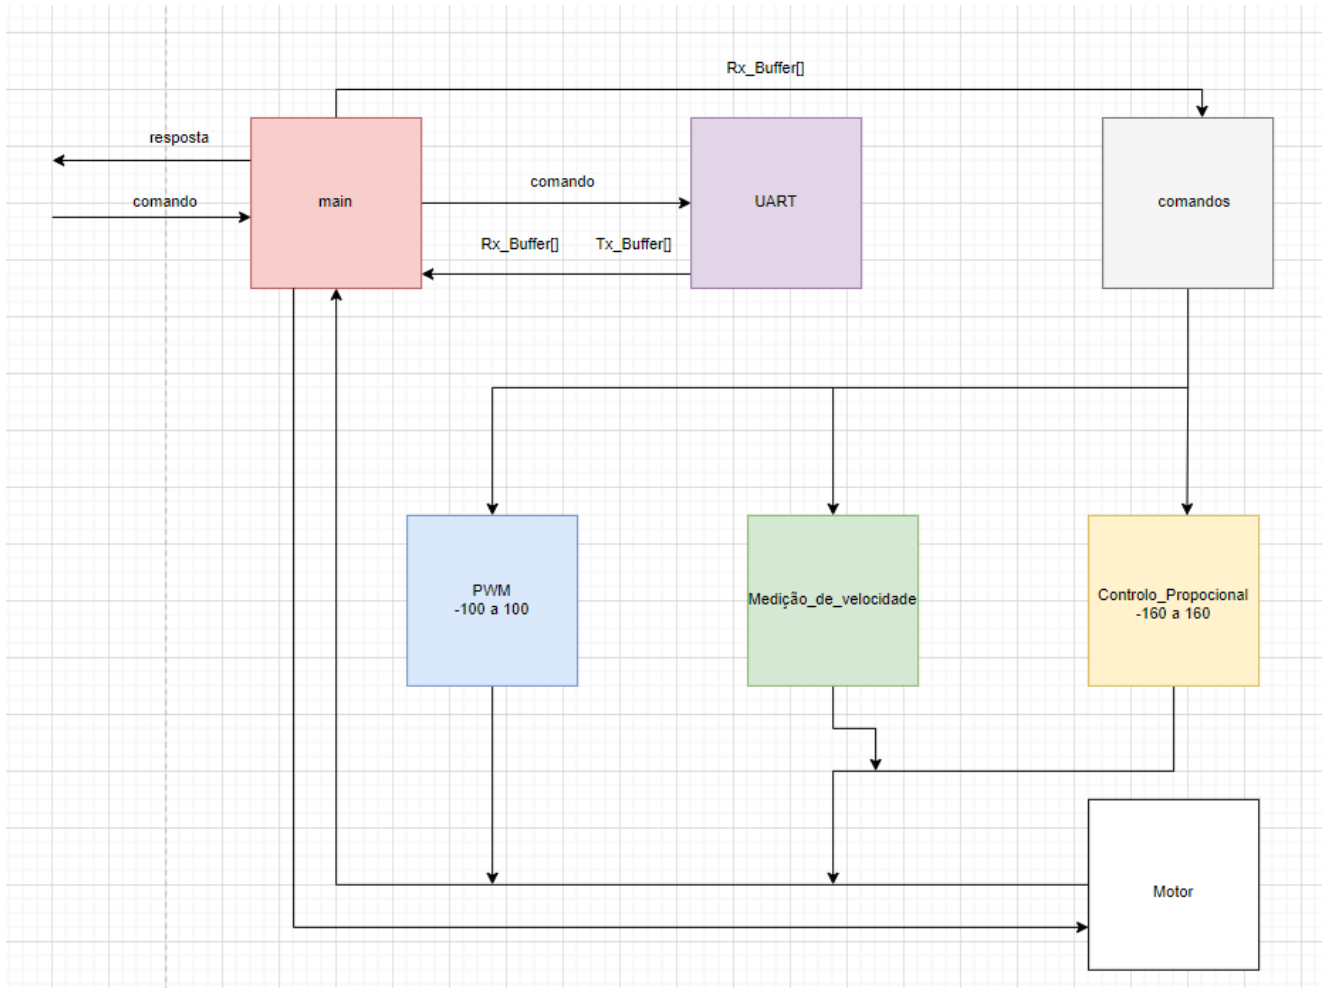 Rx_Buffer[]
resposta
comando
main
comando
Rx_Buffer[]
Tx_Buffer[]
UART
comandos
PWM
-100 a 100
Medição_de_velocidade
Controlo_Propocional
-160 a 160
Motor